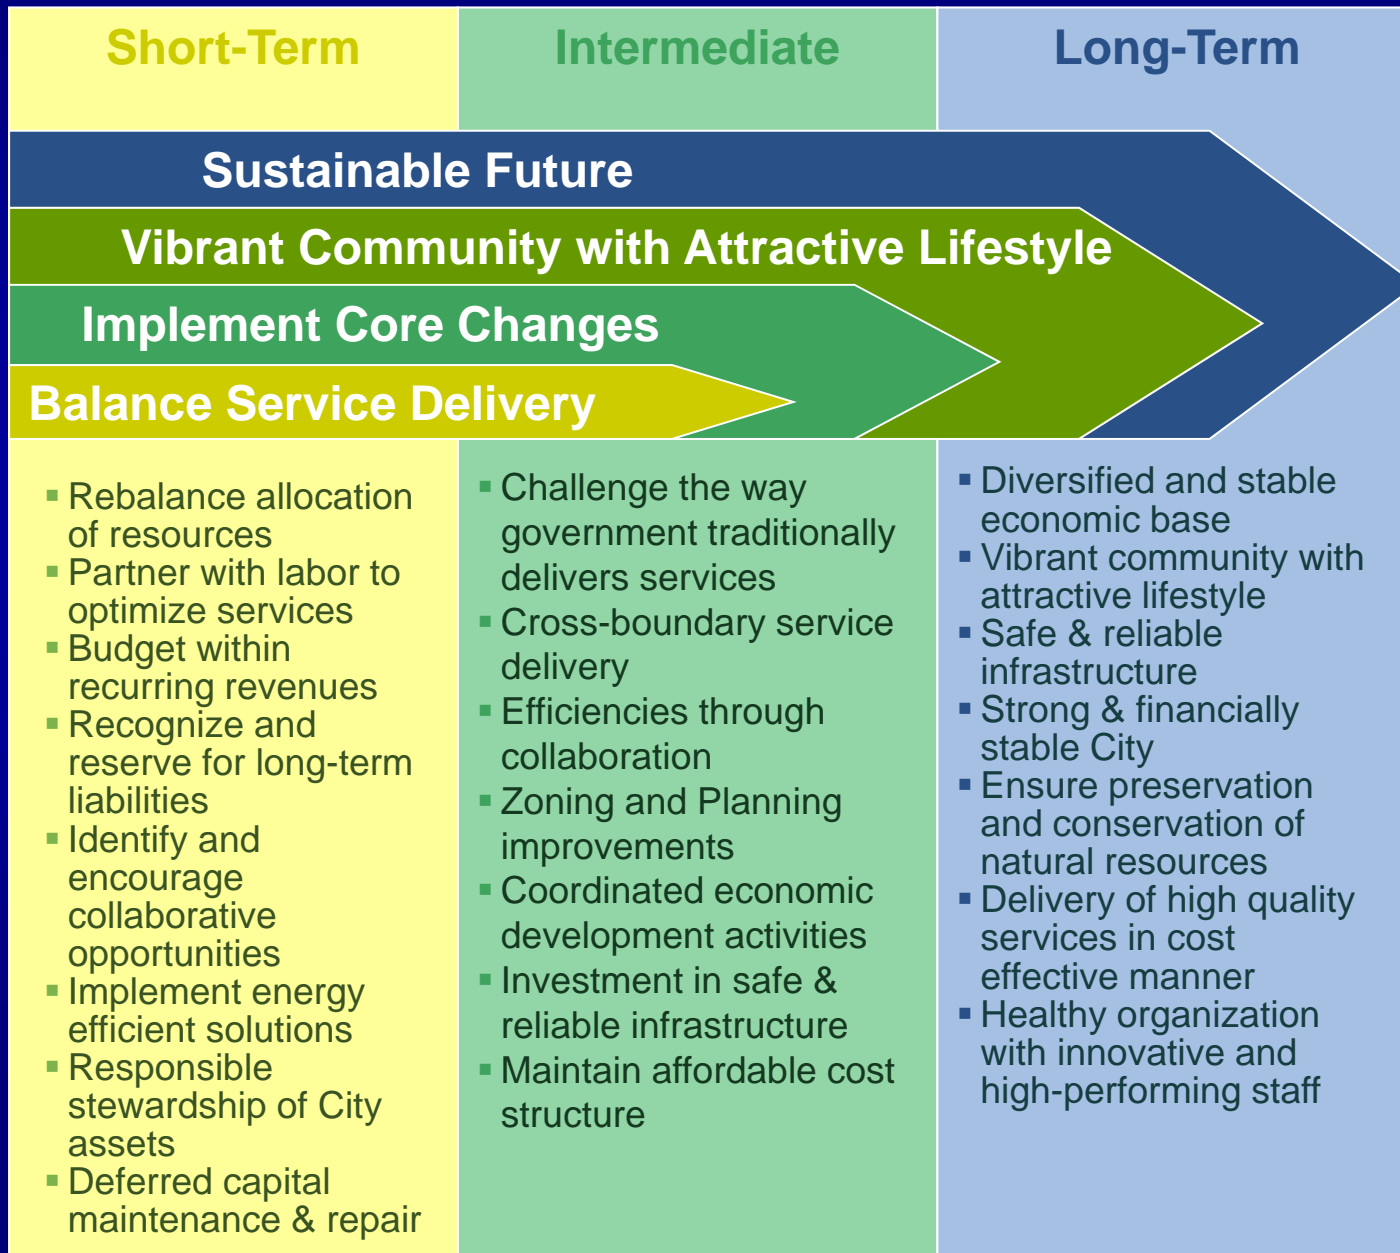 Short-Term
Intermediate
Long-Term
Sustainable Future
Vibrant Community with Attractive Lifestyle
Implement Core Changes
Balance Service Delivery
▪ Rebalance allocation
of resources
▪ Partner with labor to
optimize services
▪ Budget within
recurring revenues
▪ Recognize and
reserve for long-term
liabilities
▪ Identify and
encourage
collaborative
opportunities
▪ Implement energy
efficient solutions
▪ Responsible
stewardship of City
assets
▪ Deferred capital
maintenance & repair
▪ Challenge the way
government traditionally
delivers services
▪ Cross-boundary service
delivery
▪ Efficiencies through
collaboration
▪ Zoning and Planning
improvements
▪ Coordinated economic
development activities
▪ Investment in safe &
reliable infrastructure
▪ Maintain affordable cost
structure
▪ Diversified and stable
economic base
▪ Vibrant community with
attractive lifestyle
▪ Safe & reliable
infrastructure
▪ Strong & financially
stable City
▪ Ensure preservation
and conservation of
natural resources
▪ Delivery of high quality
services in cost
effective manner
▪ Healthy organization
with innovative and
high-performing staff